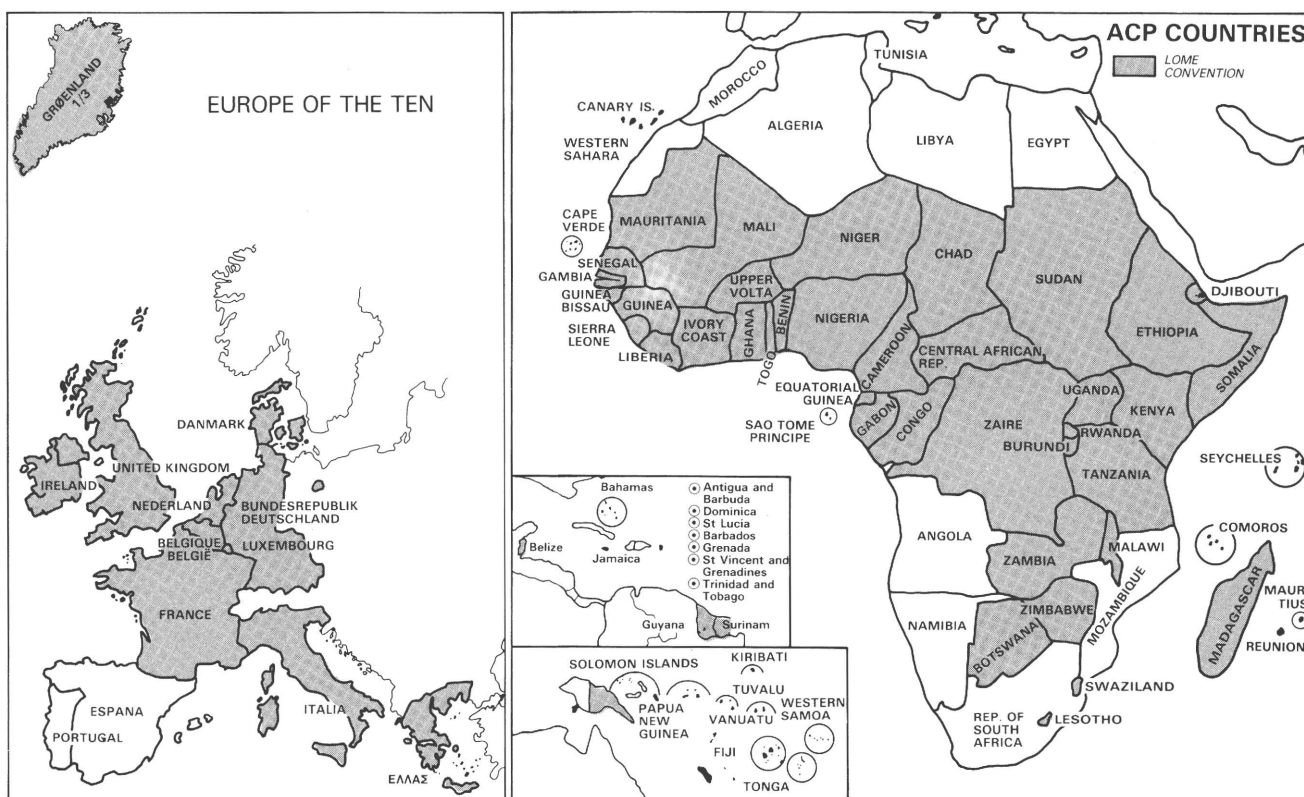 GRØENLAND
1/3
EUROPE OF THE TEN
DANMARK
UNITED KINGDOM
IRELAND
NEDERLAND
BUNDESREPUBLIK
DEUTSCHLAND
BELGIQUE
BELGIË
LUXEMBOURG
FRANCE
ESPANA
PORTUGAL
ITALIA
ΕΛΛΑΣ
ACP COUNTRIES
LOME
CONVENTION
TUNISIA
MOROCCO
CANARY IS.
ALGERIA
WESTERN
SAHARA
LIBYA
EGYPT
CAPE
VERDE
MAURITANIA
MALI
NIGER
CHAD
SUDAN
SENEGAL
GAMBIA
GUINEA
BISSAU
GUINEA
UPPER
VOLTA
BENIN
NIGERIA
DJIBOUTI
ETHIOPIA
SIERRA
LEONE
IVORY
COAST
GHANA
LIBERIA
TOGO
CAMEROON
CENTRAL AFRICAN
REP.
SOMALIA
EQUATORIAL
GUINEA
SAO TOME
PRINCIPE
GABON
CONGO
ZAIRE
UGANDA
KENYA
RWANDA
BURUNDI
TANZANIA
SEYCHELLES
COMOROS
ANGOLA
ZAMBIA
MALAWI
MOZAMBIQUE
ZIMBABWE
MADAGASCAR
MAURI
TIUS
REUNION
NAMIBIA
BOTSWANA
SWAZILAND
REP. OF
SOUTH
AFRICA
LESOTHO
Bahamas
Belize
Jamaica
Antigua and
Barbuda
Dominica
St Lucia
Barbados
Grenada
St Vincent and
Grenadines
Trinidad and
Tobago
Guyana
Surinam
SOLOMON ISLANDS
KIRIBATI
PAPUA
NEW
GUINEA
TUVALU
VANUATU
WESTERN
SAMOA
FIJI
TONGA